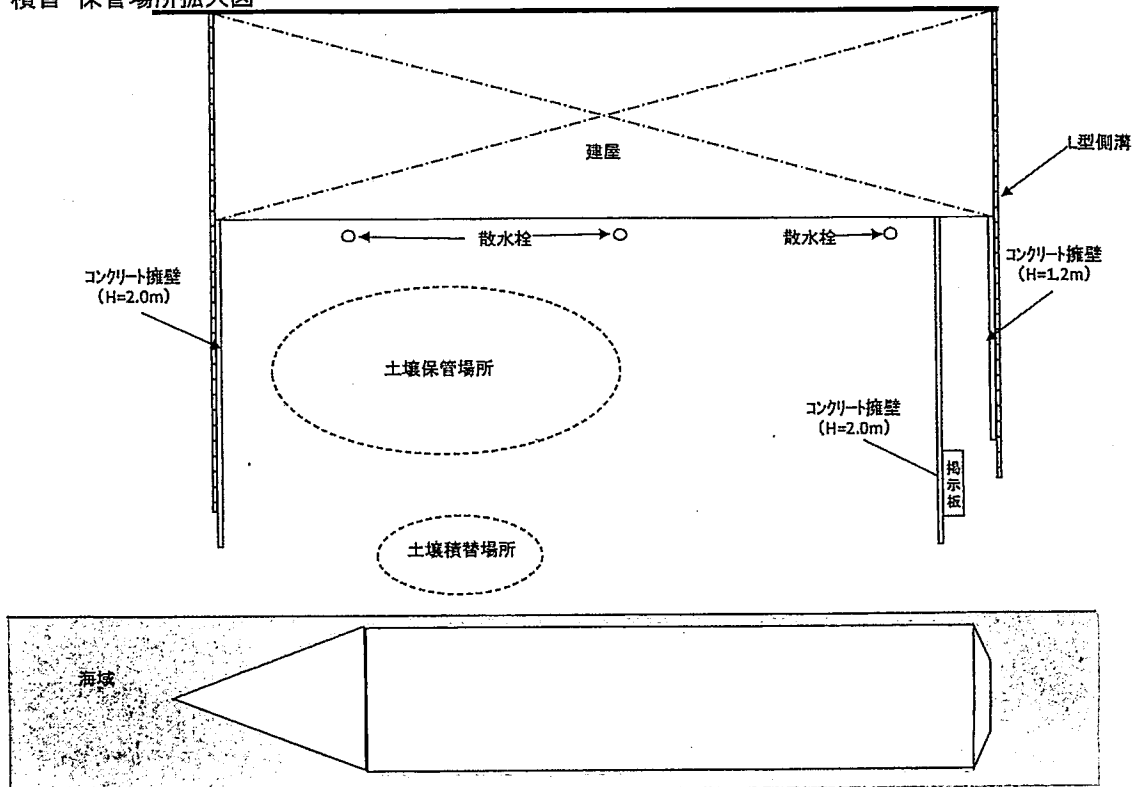 積替 保管場所拡大図
建屋
L型側溝
散水栓
散水栓
コンクリート擁壁
(H=2.0m)
コンクリート擁壁
(H=1.2m)
土壌保管場所
コンクリート擁壁
(H=2.0m)
掲示板
土壌積替場所
海域